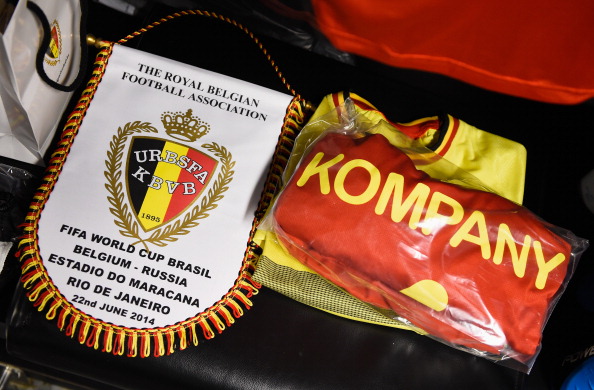 THE ROYAL BELGIAN
FOOTBALL ASSOCIATION
URBSFA
KBVB
1895
FIFA WORLD CUP BRASIL
BELGIUM - RUSSIA
ESTADIO DO MARACANA
RIO DE JANEIRO
22nd JUNE 2014
KOMPANY